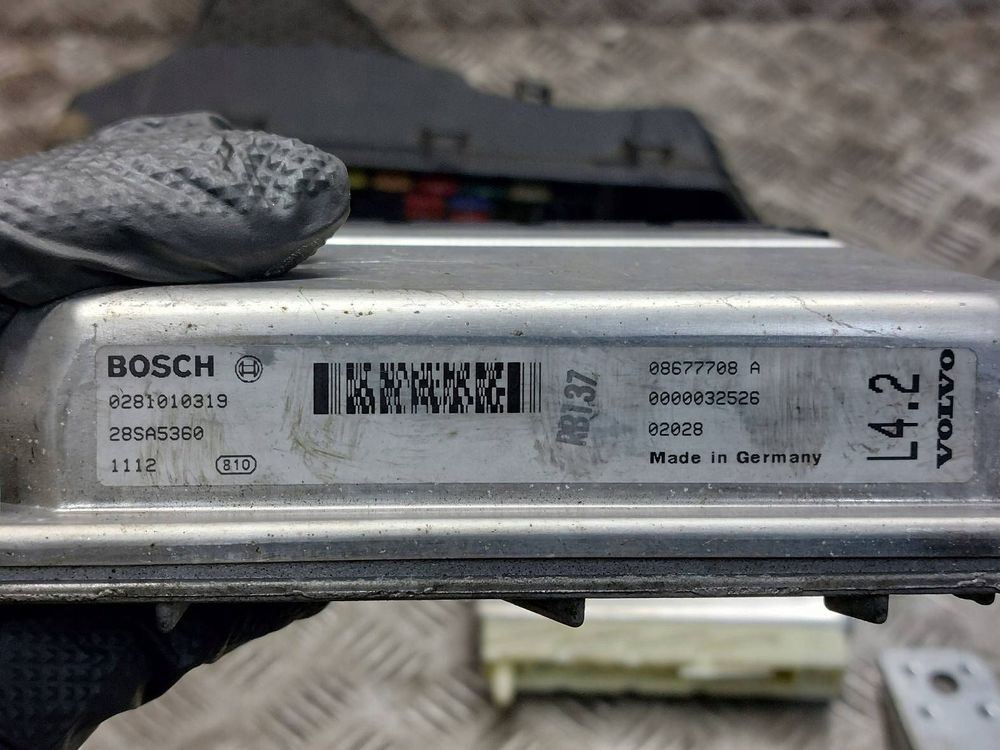 BOSCH
0281010319
28SA5360
1112 810
RB137
08677708 A
0000032526
02028
Made in Germany
L4.2
VOLVO